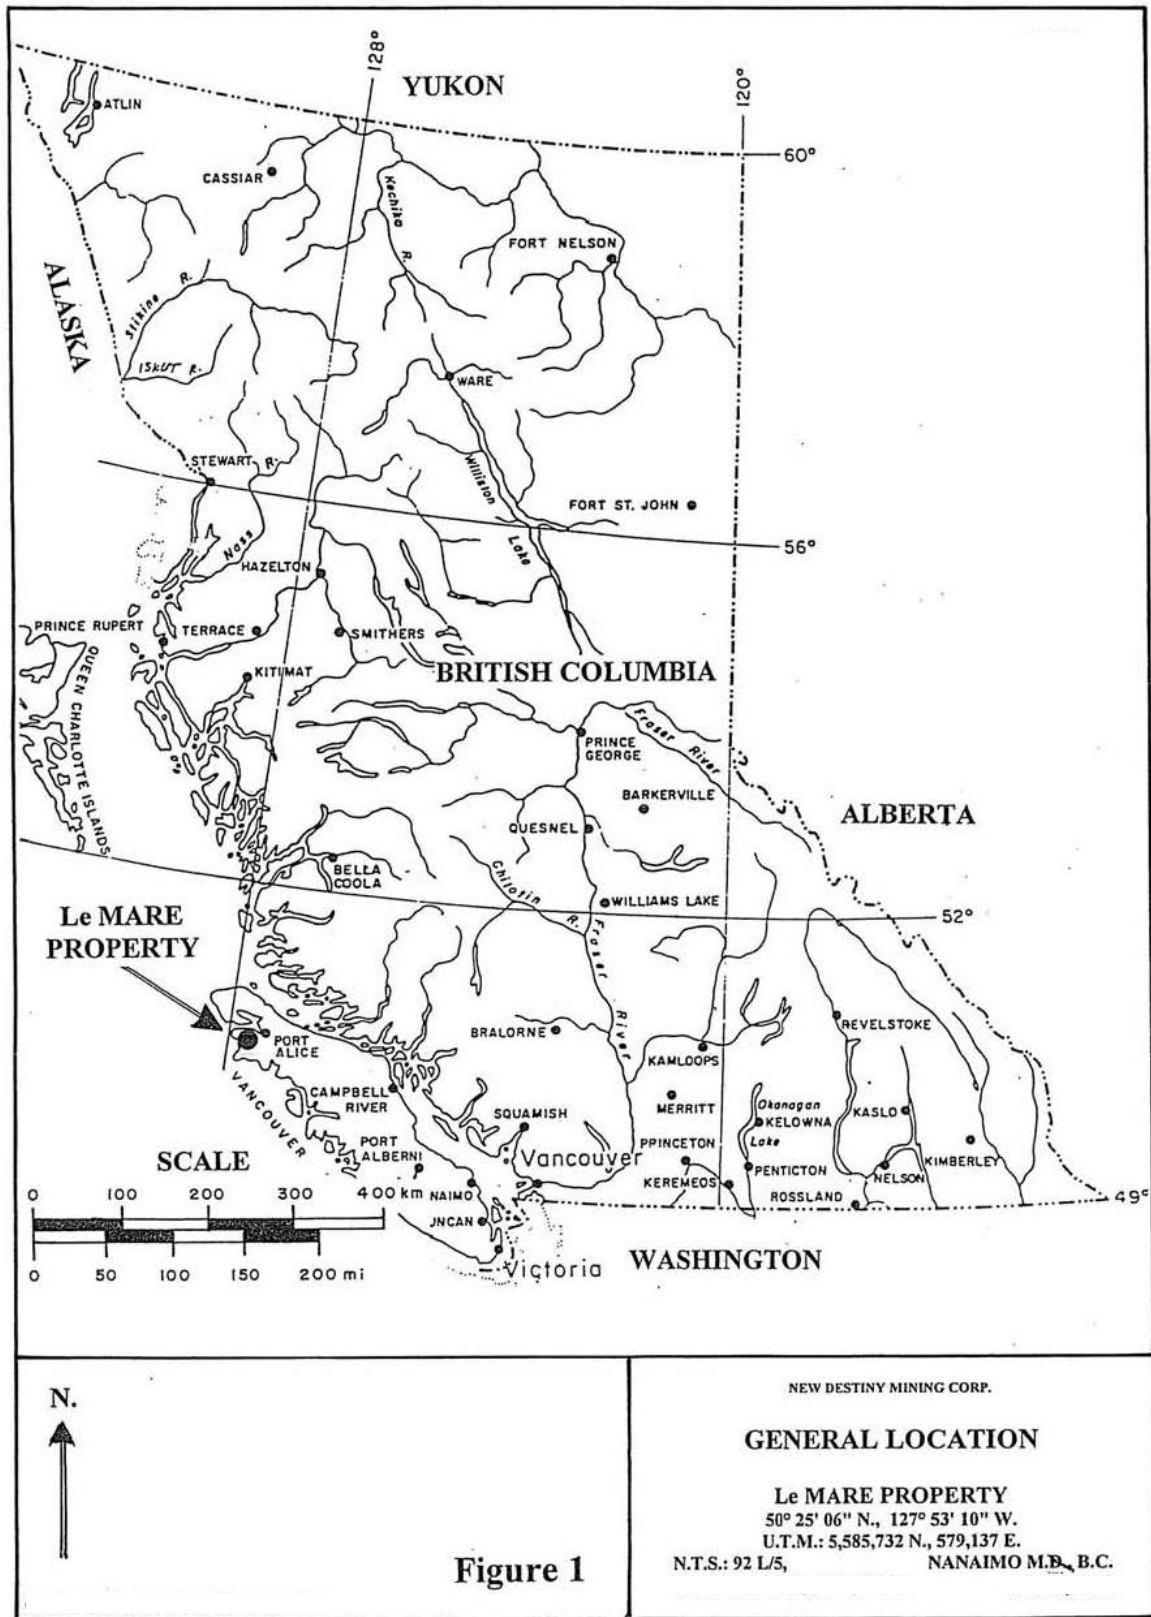 128°
YUKON
120°
ATLIN
60°
CASSIAR
Kechika
R.
FORT NELSON
ALASKA
Stikine R.
ISKUT R.
WARE
STEWART
R.
Williston
Lake
FORT ST. JOHN
Nass
56°
HAZELTON
PRINCE RUPERT
TERRACE
SMITHERS
KITIMAT
BRITISH COLUMBIA
QUEEN CHARLOTTE ISLANDS
Fraser River
PRINCE
GEORGE
BARKERVILLE
ALBERTA
QUESNEL
BELLA
COOLA
Chilotin
R.
WILLIAMS LAKE
52°
Le MARE
PROPERTY
Fraser
River
BRALORNE
REVELSTOKE
PORT
ALICE
KAMLOOPS
VANCOUVER
CAMPBELL
RIVER
MERRITT
Okanagan
Lake
KELOWNA
KASLO
SQUAMISH
PORT
ALBERNI
Vancouver
PRINCETON
KIMBERLEY
PENTICTON
NELSON
KEREMEOS
ROSSLAND
49°
NAIMO
JNCAN
Victoria
WASHINGTON
SCALE
0 100 200 300 400 km
0 50 100 150 200 mi
N.
Figure 1
NEW DESTINY MINING CORP.
GENERAL LOCATION
Le MARE PROPERTY
50° 25' 06" N., 127° 53' 10" W.
U.T.M.: 5,585,732 N., 579,137 E.
N.T.S.: 92 L/5, NANAIMO M.D., B.C.